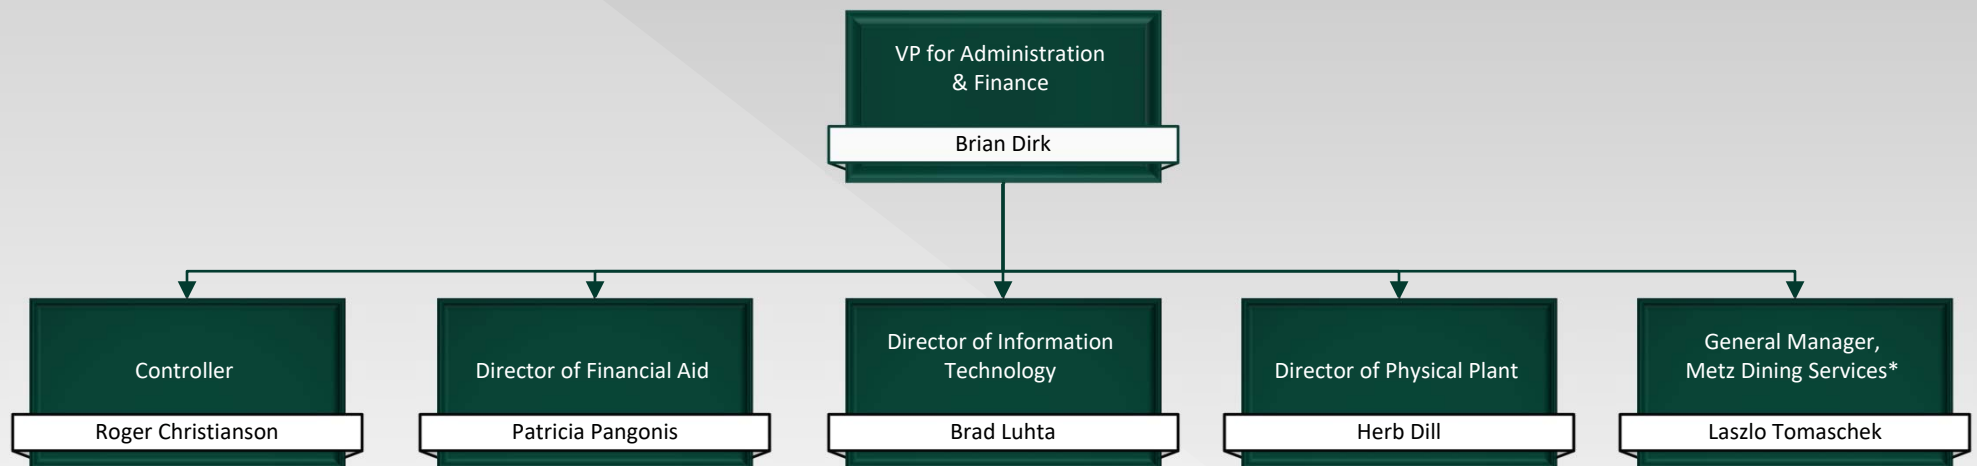 VP for Administration
& Finance
Brian Dirk
Controller
Roger Christianson
Director of Financial Aid
Patricia Pangonis
Director of Information
Technology
Brad Luhta
Director of Physical Plant
Herb Dill
General Manager,
Metz Dining Services*
Laszlo Tomaschek